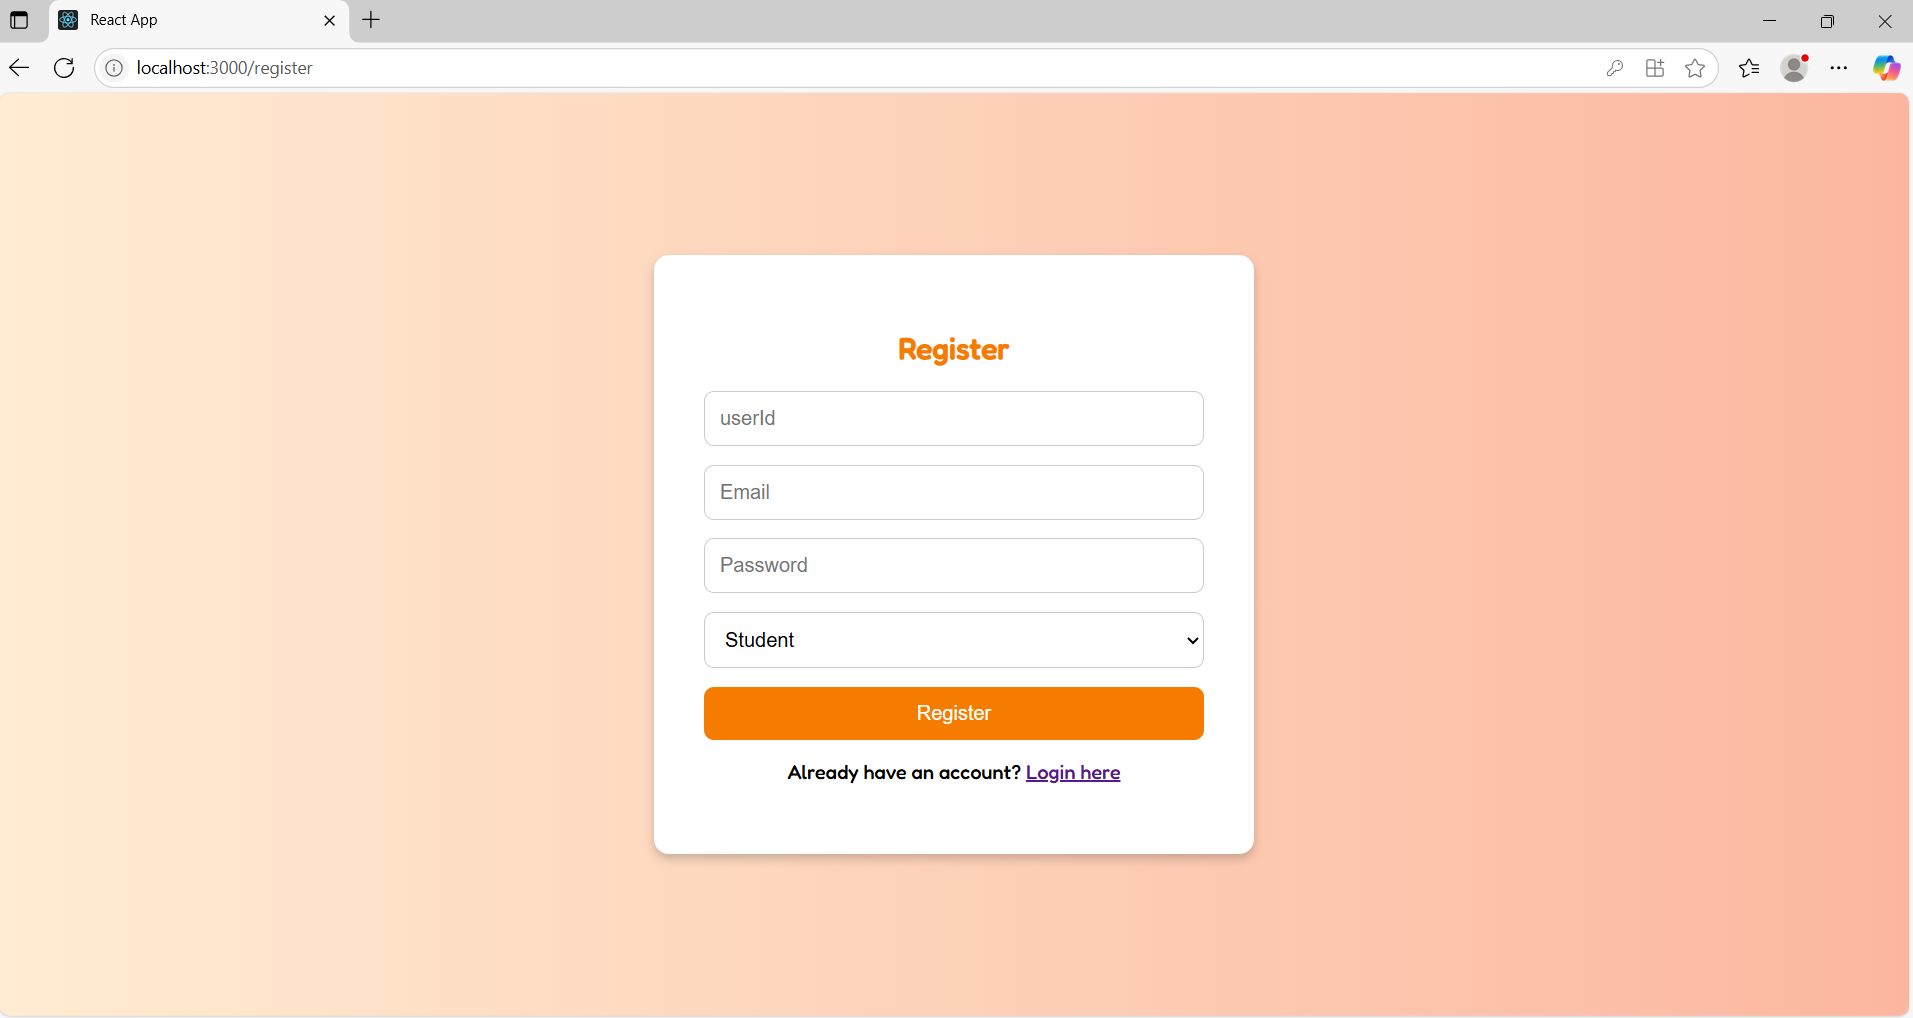 React App
localhost:3000/register
Register
userId
Email
Password
Student
Register
Already have an account? Login here